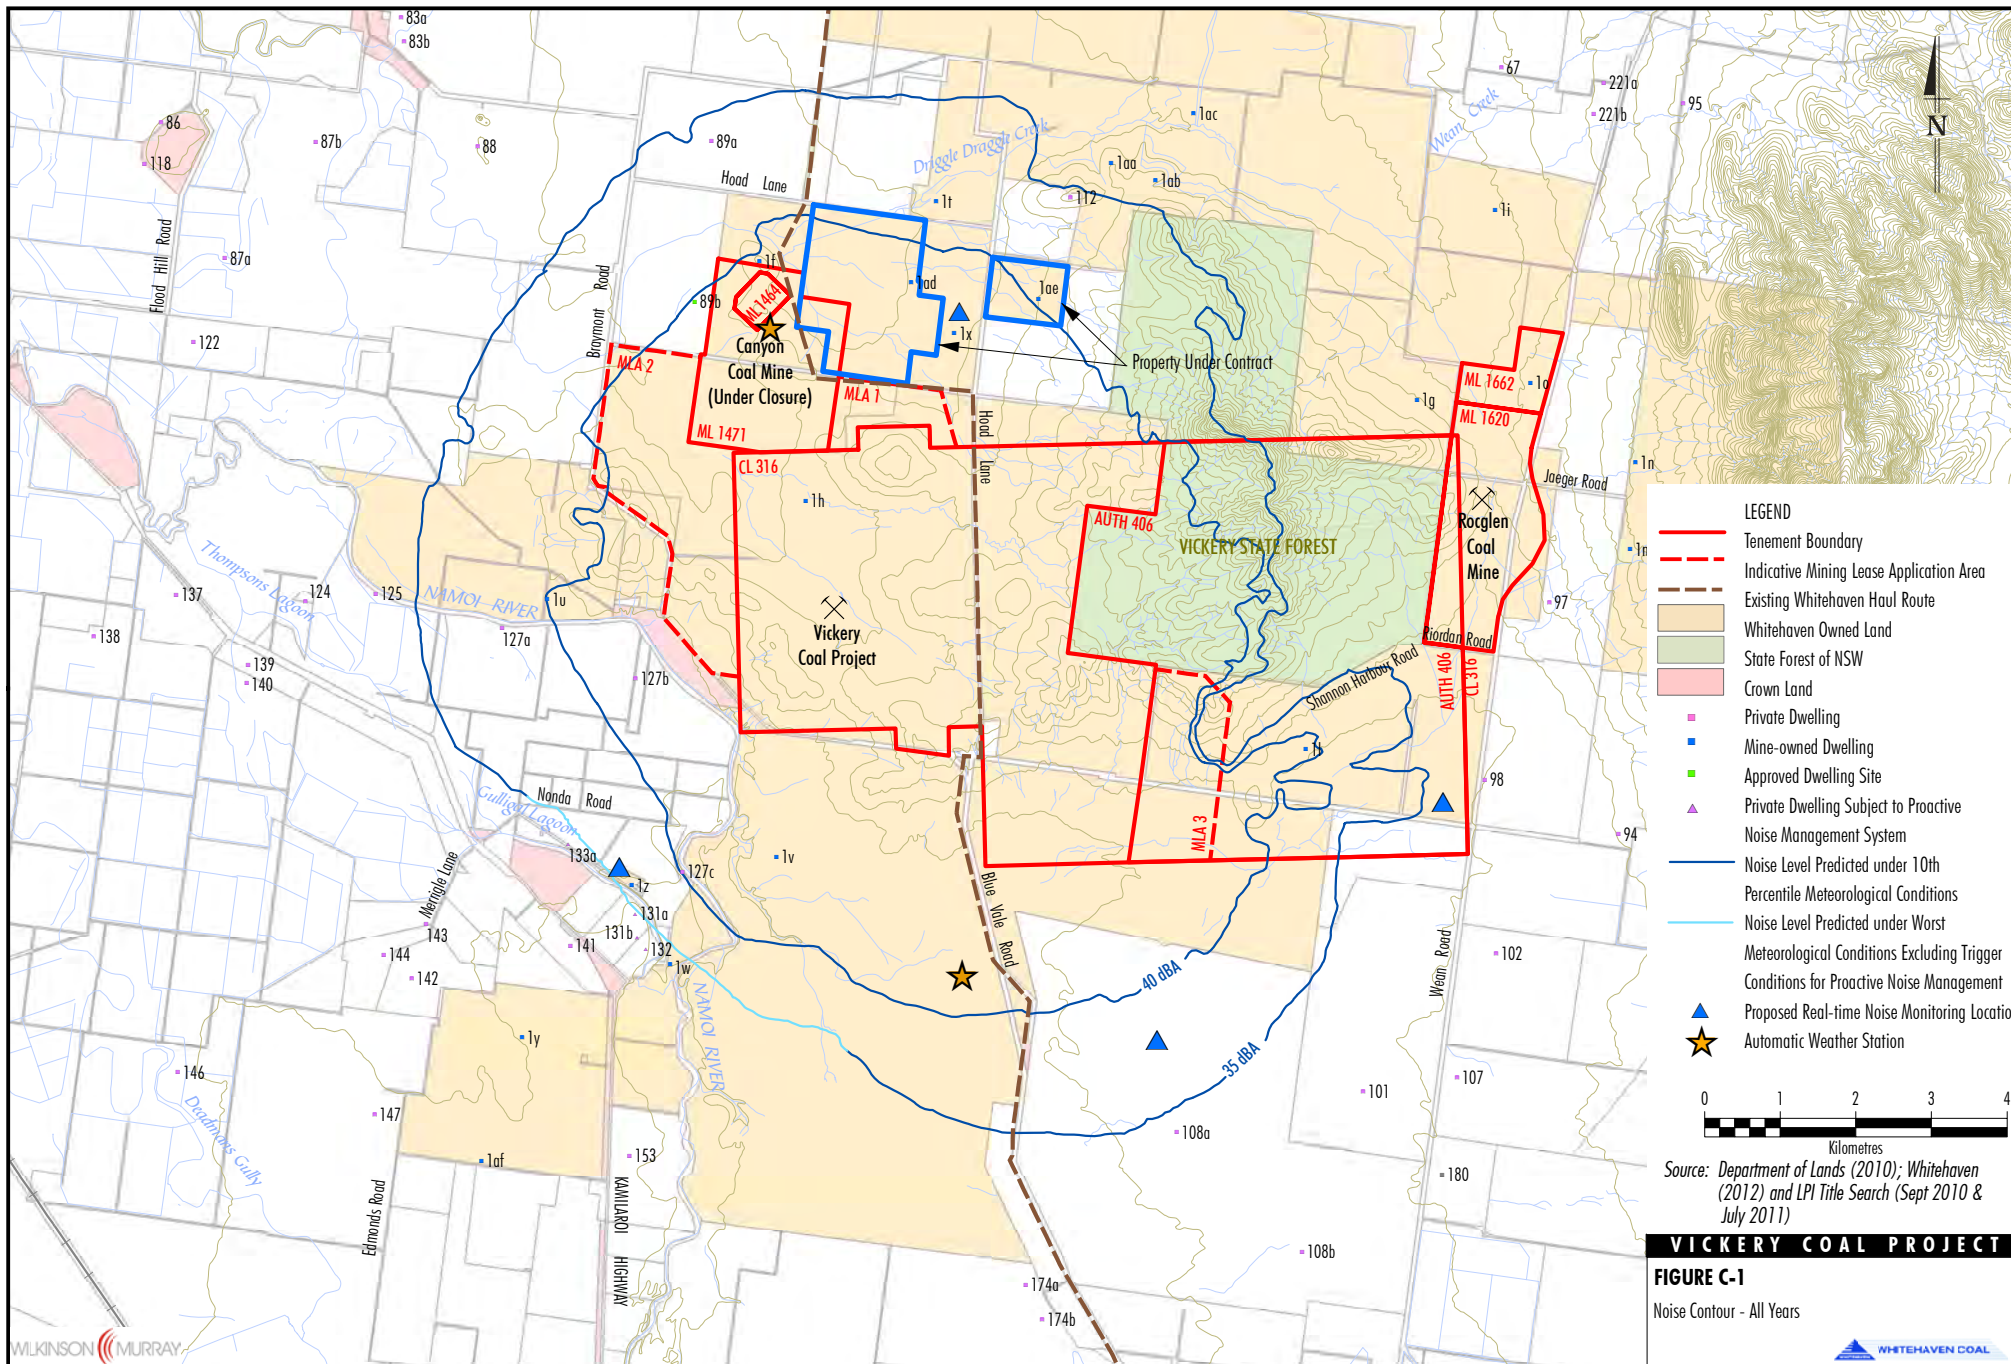 83a
83b
67
221a
221b
95
N
86
118
87b
88
89a
1ac
Wean Creek
Driggle Draggle Creek
1aa
1ab
112
Hoad Lane
1t
1i
Flood Hill Road
87a
Braymont Road
1f
1ad
1ae
89b
ML1464
1x
122
Canyon
Coal Mine
(Under Closure)
Property Under Contract
MLA 2
MLA 1
ML 1662
1o
1g
ML 1620
ML 1471
CL 316
Hoad Lane
1n
Jaeger Road
1h
AUTH 406
VICKERY STATE FOREST
Rocglen
Coal
Mine
Thompsons Lagoon
137
124
125
NAMOI RIVER
1u
97
138
127a
Vickery
Coal Project
Riordan Road
139
140
127b
Shannon Harbour Road
AUTH 406
CL 316
98
Nonda Road
Gulligal Lagoon
MLA 3
94
133a
Merrigle Lane
1z
127c
1v
Blue Vale Road
131a
131b
132
143
141
144
142
1w
NAMOI RIVER
40 dBA
Wean Road
102
1y
35 dBA
146
147
Deadmans Gully
101
107
108a
1af
153
180
Edmonds Road
KAMILAROI HIGHWAY
108b
174a
174b
LEGEND
Tenement Boundary
Indicative Mining Lease Application Area
Existing Whitehaven Haul Route
Whitehaven Owned Land
State Forest of NSW
Crown Land
Private Dwelling
Mine-owned Dwelling
Approved Dwelling Site
Private Dwelling Subject to Proactive
Noise Management System
Noise Level Predicted under 10th
Percentile Meteorological Conditions
Noise Level Predicted under Worst
Meteorological Conditions Excluding Trigger
Conditions for Proactive Noise Management
Proposed Real-time Noise Monitoring Locatio
Automatic Weather Station
0 1 2 3 4
Kilometres
Source: Department of Lands (2010); Whitehaven
(2012) and LPI Title Search (Sept 2010 &
July 2011)
VICKERY COAL PROJECT
FIGURE C-1
Noise Contour - All Years
WILKINSON MURRAY
WHITEHAVEN COAL